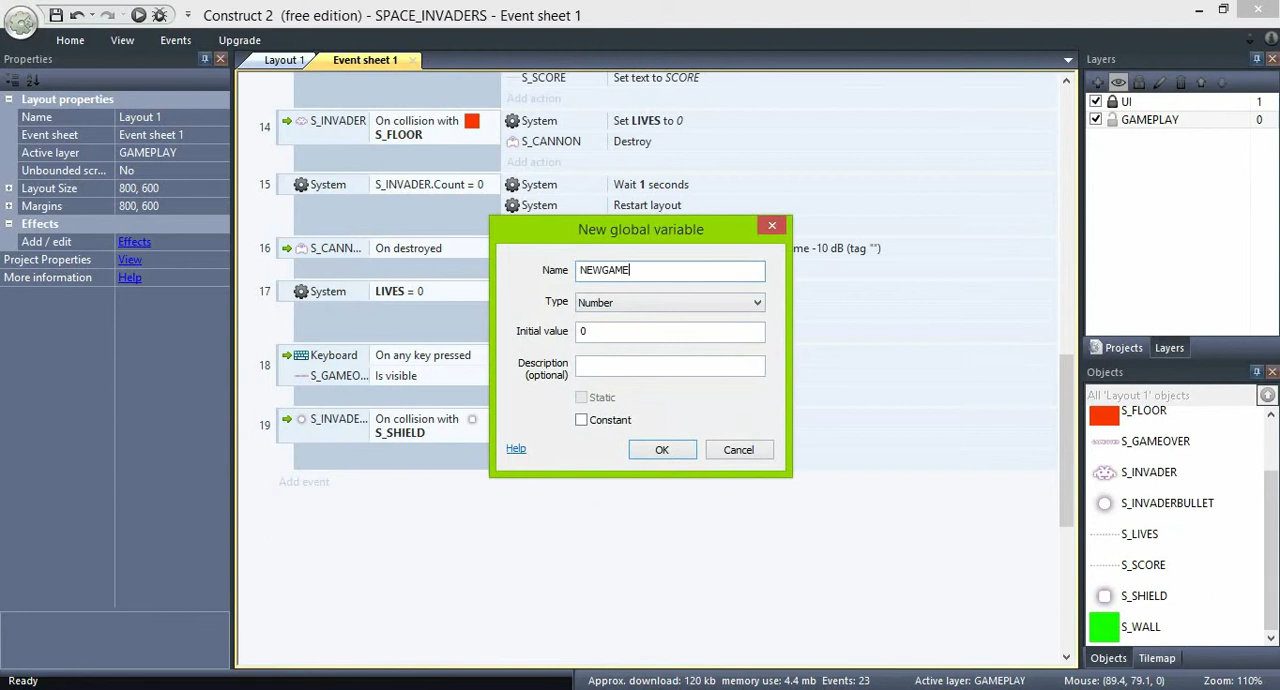 Construct 2 (free edition) - SPACE_INVADERS - Event sheet 1
Home View Events Upgrade
Properties
Layout properties
Name Layout 1
Event sheet Event sheet 1
Active layer GAMEPLAY
Unbounded scr... No
Layout Size 800, 600
Margins 800, 600
Effects
Add / edit Effects
Project Properties View
More information Help
Layout 1 Event sheet 1
S_SCORE Set text to SCORE
Add action
14 S_INVADER On collision with S_FLOOR
System Set LIVES to 0
S_CANNON Destroy
Add action
15 System S_INVADER.Count = 0
System Wait 1 seconds
System Restart layout
16 S_CANN... On destroyed me -10 dB (tag "")
17 System LIVES = 0
18 Keyboard On any key pressed
S_GAMEO... Is visible
19 S_INVADE... On collision with S_SHIELD
Add event
New global variable
Name NEWGAME
Type Number
Initial value 0
Description (optional)
Static
Constant
Help OK Cancel
Layers
UI 1
GAMEPLAY 0
Projects Layers
Objects
All 'Layout 1' objects
S_FLOOR
S_GAMEOVER
S_INVADER
S_INVADERBULLET
S_LIVES
S_SCORE
S_SHIELD
S_WALL
Objects Tilemap
Ready Approx. download: 120 kb memory use: 4.4 mb Events: 23 Active layer: GAMEPLAY Mouse: (89.4, 79.1, 0) Zoom: 110%